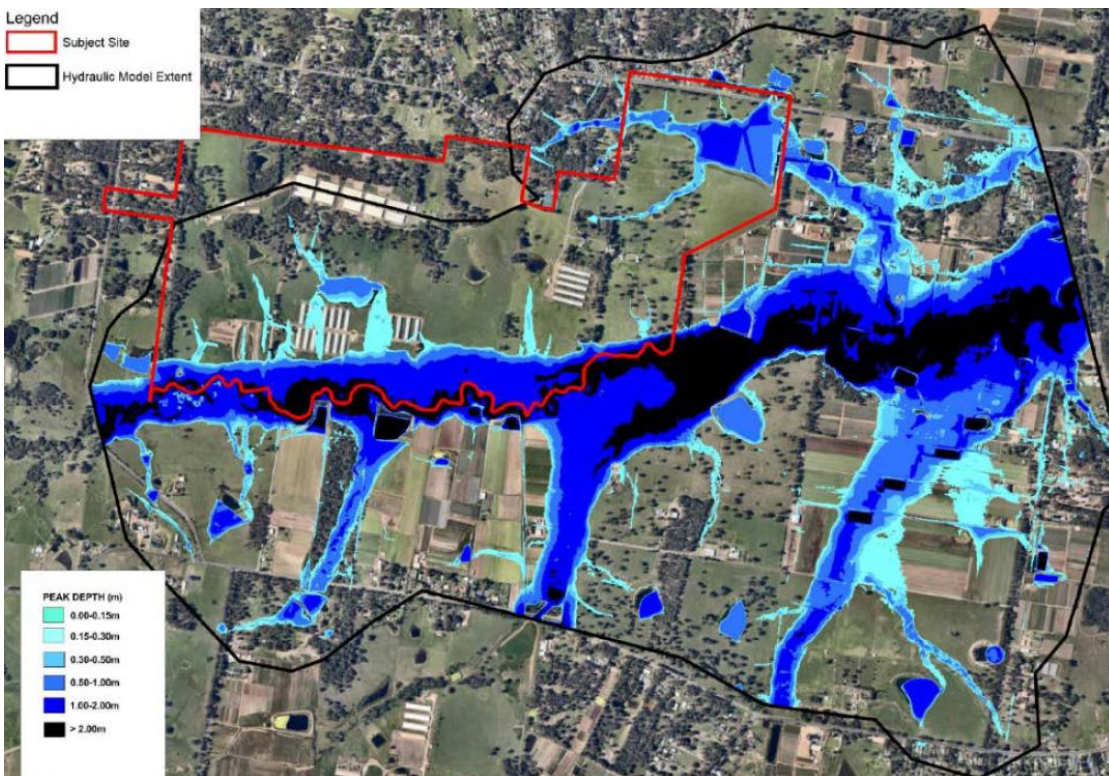 Legend
Subject Site
Hydraulic Model Extent
PEAK DEPTH (m)
0.00-0.15m
0.15-0.30m
0.30-0.50m
0.50-1.00m
1.00-2.00m
> 2.00m